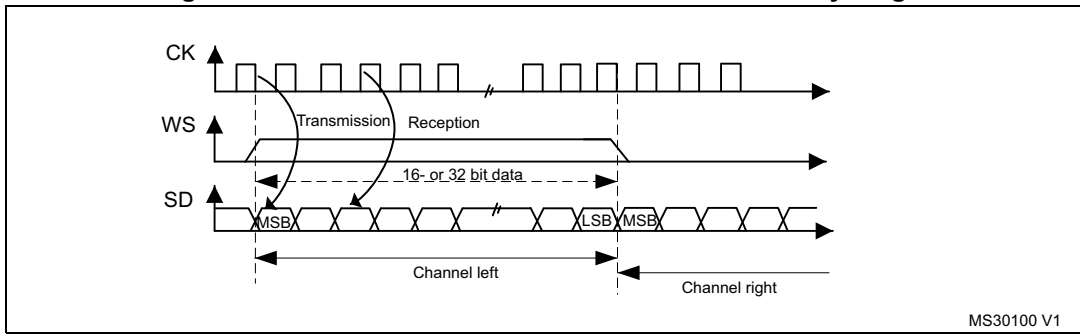 CK
WS
Transmission
Reception
16- or 32 bit data
SD
MSB
LSB
MSB
Channel left
Channel right
MS30100 V1